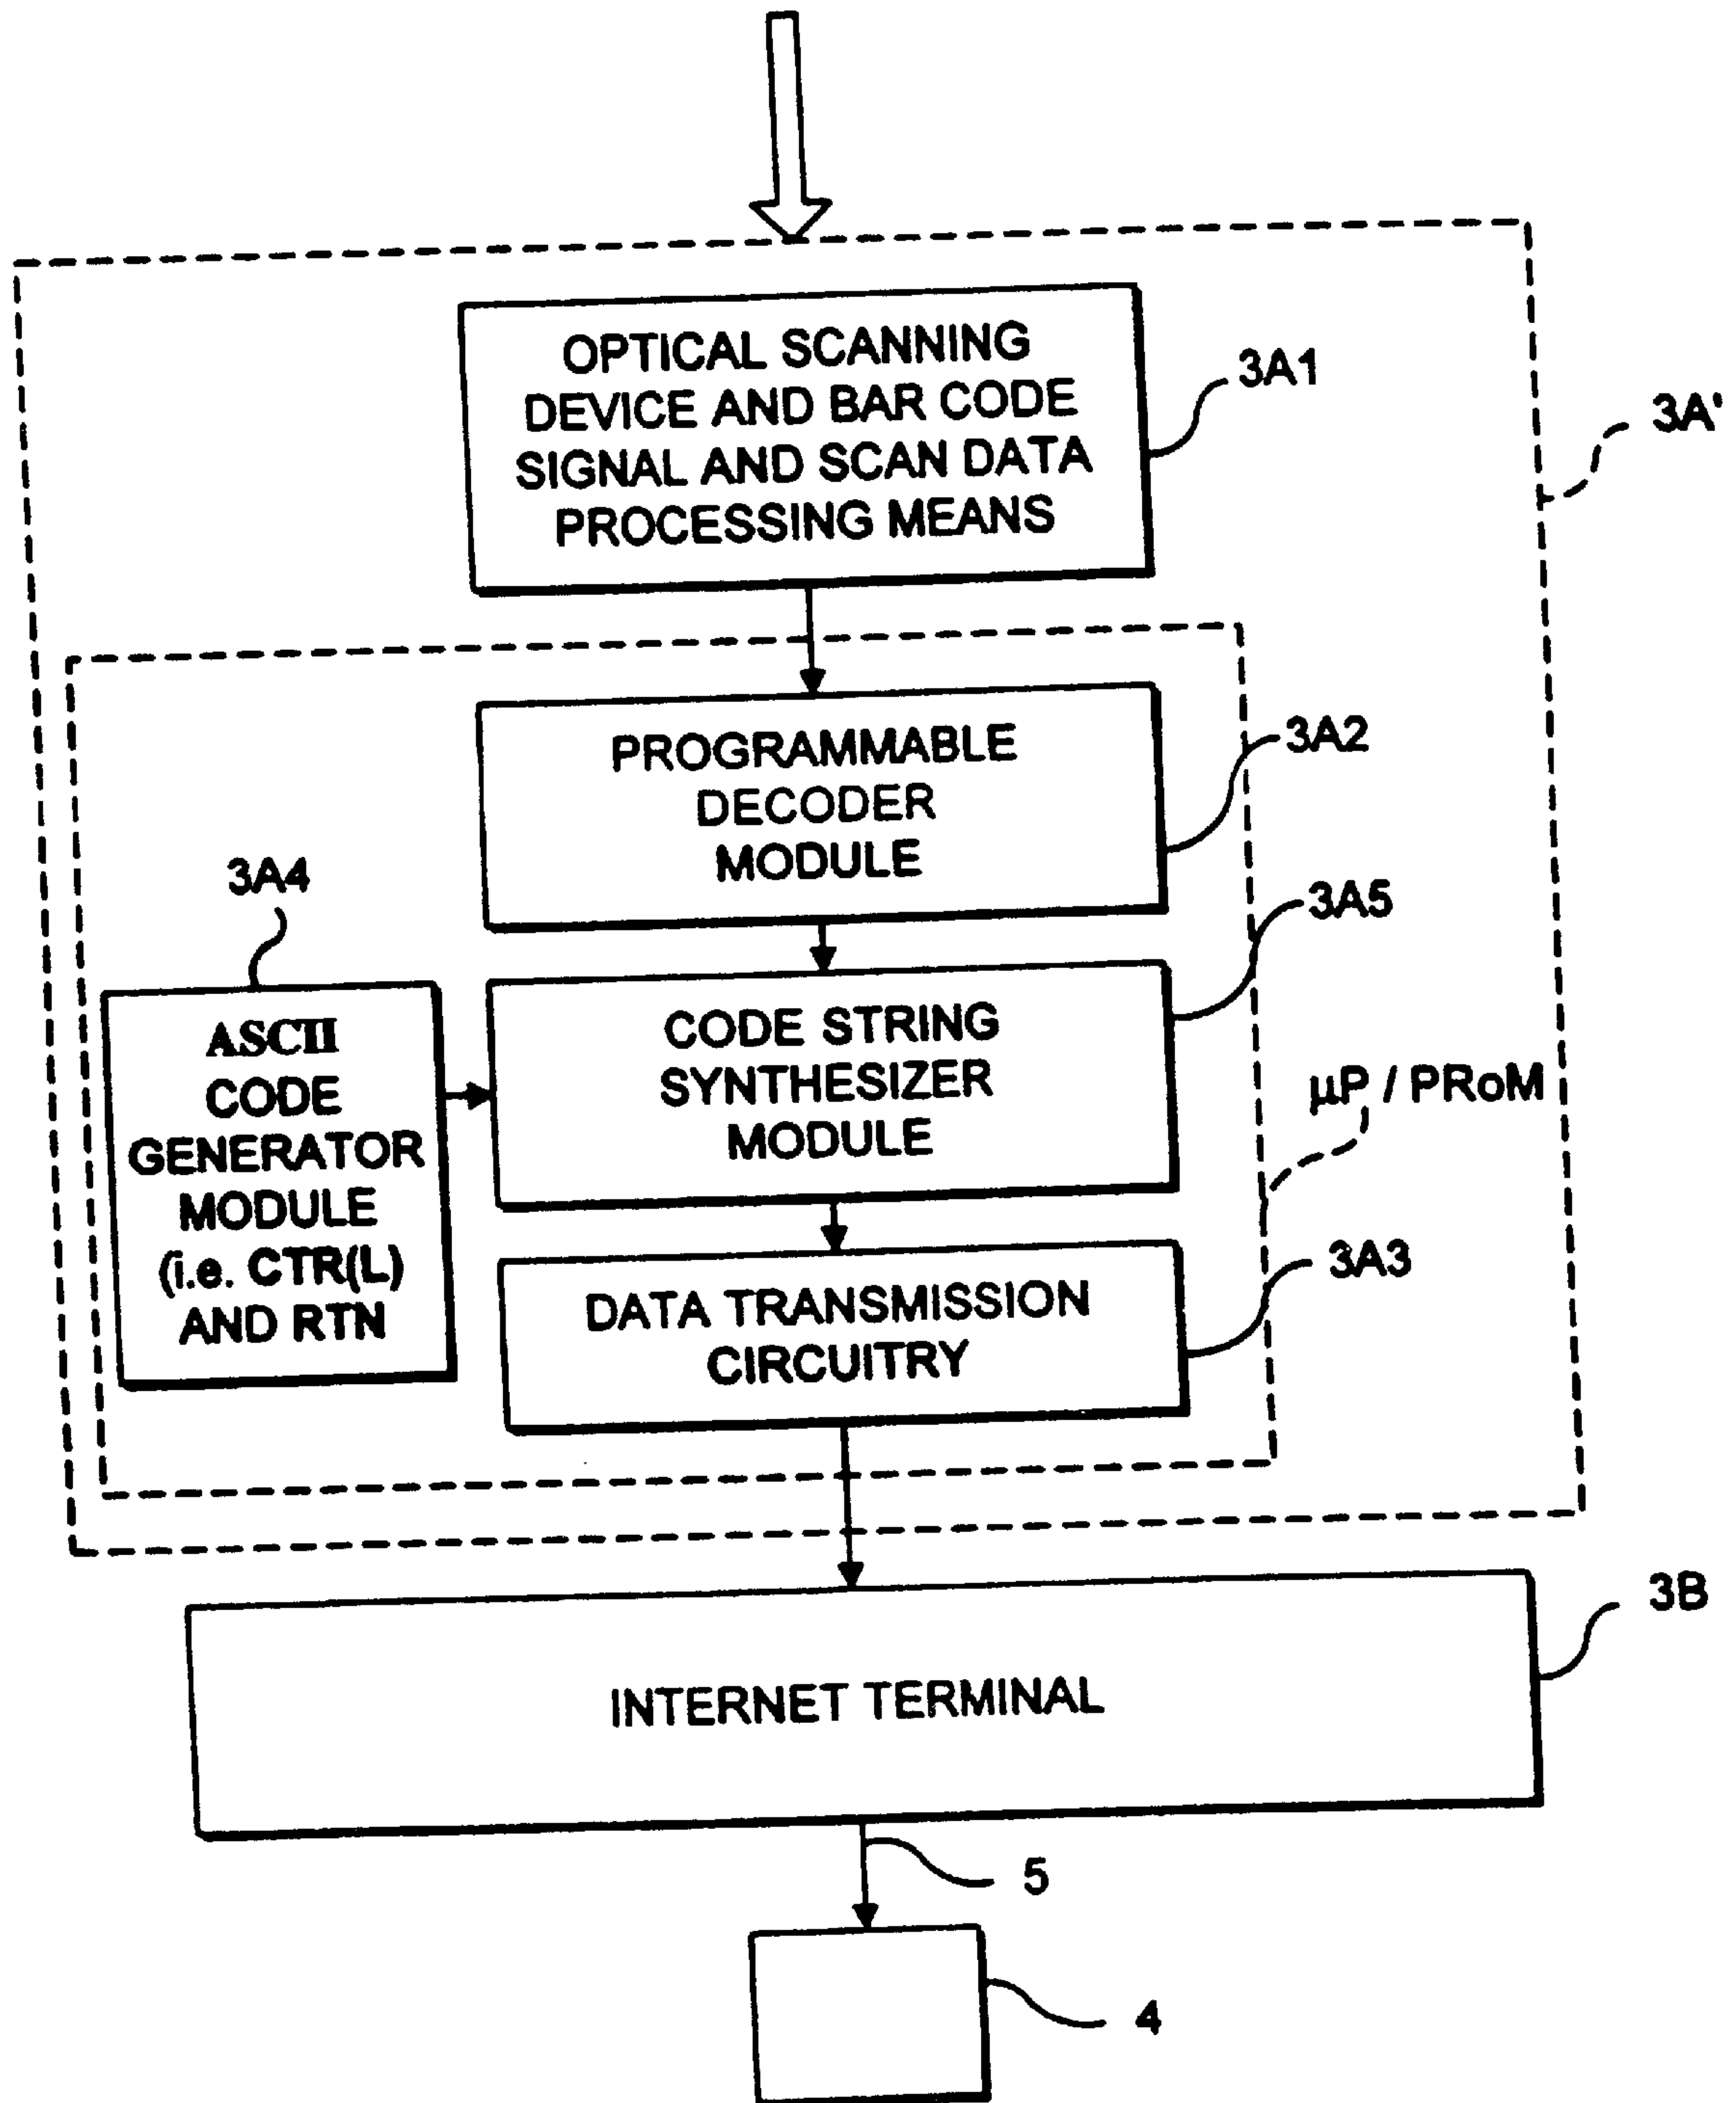 OPTICAL SCANNING
DEVICE AND BAR CODE
SIGNAL AND SCAN DATA
PROCESSING MEANS
3A1
3A'
PROGRAMMABLE
DECODER
MODULE
3A2
3A4
3A5
ASCII
CODE
GENERATOR
MODULE
(i.e. CTR(L)
AND RTN
CODE STRING
SYNTHESIZER
MODULE
µP / PRoM
DATA TRANSMISSION
CIRCUITRY
3A3
INTERNET TERMINAL
3B
5
4